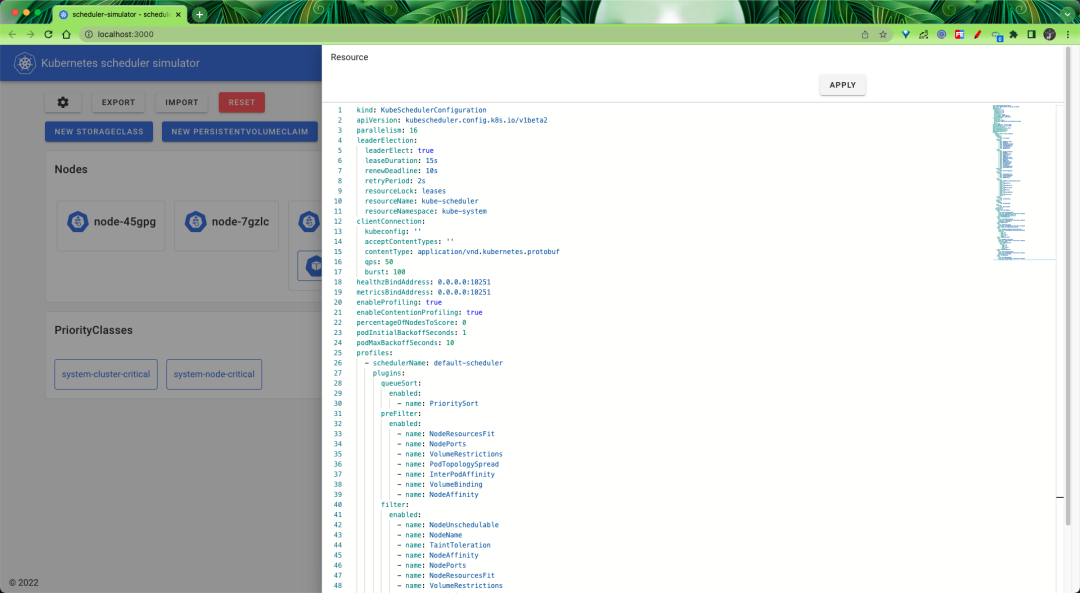 scheduler-simulator - schedul
localhost:3000
Kubernetes scheduler simulator
EXPORT
IMPORT
RESET
NEW STORAGECLASS
NEW PERSISTENTVOLUMECLAIM
Nodes
node-45gpg
node-7gzlc
PriorityClasses
system-cluster-critical
system-node-critical
© 2022
Resource
APPLY
1 kind: KubeSchedulerConfiguration
2 apiVersion: kubescheduler.config.k8s.io/v1beta2
3 parallelism: 16
4 leaderElection:
5 leaderElect: true
6 leaseDuration: 15s
7 renewDeadline: 10s
8 retryPeriod: 2s
9 resourceLock: leases
10 resourceName: kube-scheduler
11 resourceNamespace: kube-system
12 clientConnection:
13 kubeconfig: ''
14 acceptContentTypes: ''
15 contentType: application/vnd.kubernetes.protobuf
16 qps: 50
17 burst: 100
18 healthzBindAddress: 0.0.0.0:10251
19 metricsBindAddress: 0.0.0.0:10251
20 enableProfiling: true
21 enableContentionProfiling: true
22 percentageOfNodesToScore: 0
23 podInitialBackoffSeconds: 1
24 podMaxBackoffSeconds: 10
25 profiles:
26 - schedulerName: default-scheduler
27 plugins:
28 queueSort:
29 enabled:
30 - name: PrioritySort
31 preFilter:
32 enabled:
33 - name: NodeResourcesFit
34 - name: NodePorts
35 - name: VolumeRestrictions
36 - name: PodTopologySpread
37 - name: InterPodAffinity
38 - name: VolumeBinding
39 - name: NodeAffinity
40 filter:
41 enabled:
42 - name: NodeUnschedulable
43 - name: NodeName
44 - name: TaintToleration
45 - name: NodeAffinity
46 - name: NodePorts
47 - name: NodeResourcesFit
48 - name: VolumeRestrictions